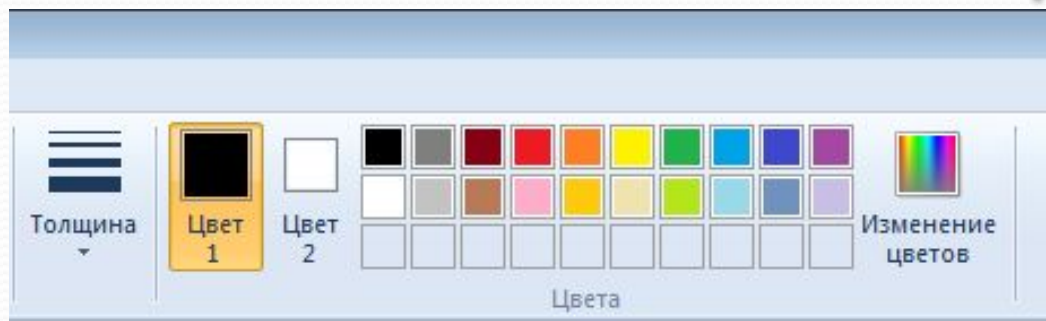 Толщина
Цвет
1
Цвет
2
Изменение
цветов
Цвета